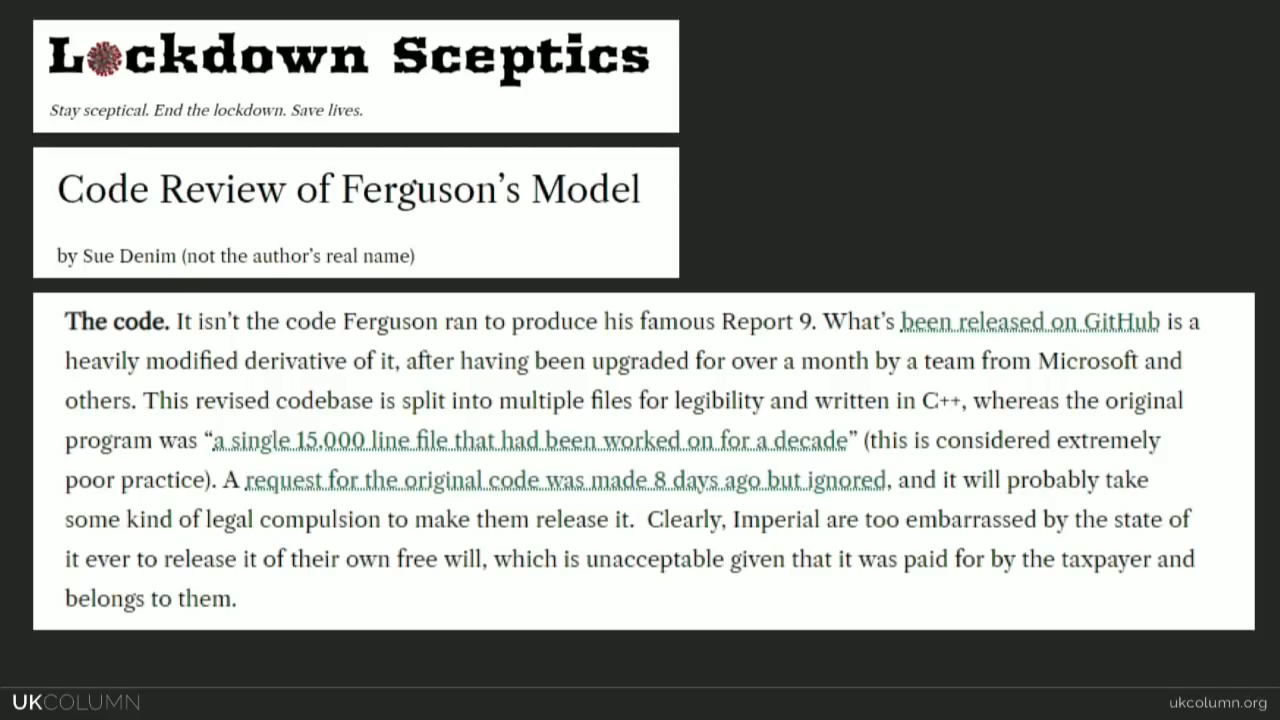 Lockdown Sceptics
Stay sceptical. End the lockdown. Save lives.
Code Review of Ferguson's Model
by Sue Denim (not the author's real name)
The code. It isn't the code Ferguson ran to produce his famous Report 9. What's been released on GitHub is a
heavily modified derivative of it, after having been upgraded for over a month by a team from Microsoft and
others. This revised codebase is split into multiple files for legibility and written in C++, whereas the original
program was “a single 15,000 line file that had been worked on for a decade” (this is considered extremely
poor practice). A request for the original code was made 8 days ago but ignored, and it will probably take
some kind of legal compulsion to make them release it. Clearly, Imperial are too embarrassed by the state of
it ever to release it of their own free will, which is unacceptable given that it was paid for by the taxpayer and
belongs to them.
UKCOLUMN
ukcolumn.org